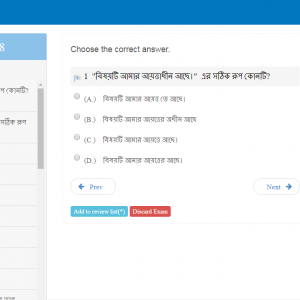 8
Choose the correct answer.
1 "বিষয়টি আমার আয়ত্তাধীন আছে।" এর সঠিক রূপ কোনটি?
প কোনটি?
(A.) বিষয়টি আমার আয়ত্ত তে আছে।
সঠিক রূপ
(B.) বিষয়টি আমার আয়ত্তের অধীন আছে
(C.) বিষয়টি আমার আয়ত্তে আছে।
(D.) বিষয়টি আমার আয়ত্তের আছে।
Prev
Next
Add to review list(*) Discard Exam